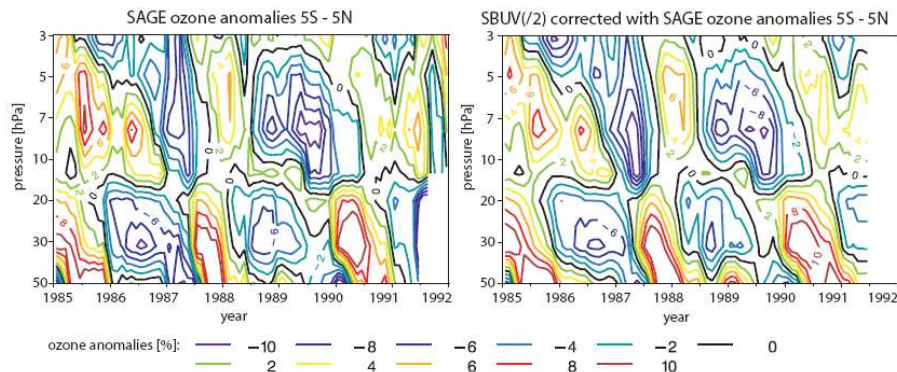 SAGE ozone anomalies 5S - 5N
SBUV(/2) corrected with SAGE ozone anomalies 5S - 5N
pressure [hPa]
3
5
7
10
20
30
50
1985 1986 1987 1988 1989 1990 1991 1992
year
pressure [hPa]
3
5
7
10
20
30
50
1985 1986 1987 1988 1989 1990 1991 1992
year
ozone anomalies [%]: −10 −8 −6 −4 −2 0
2 4 6 8 10